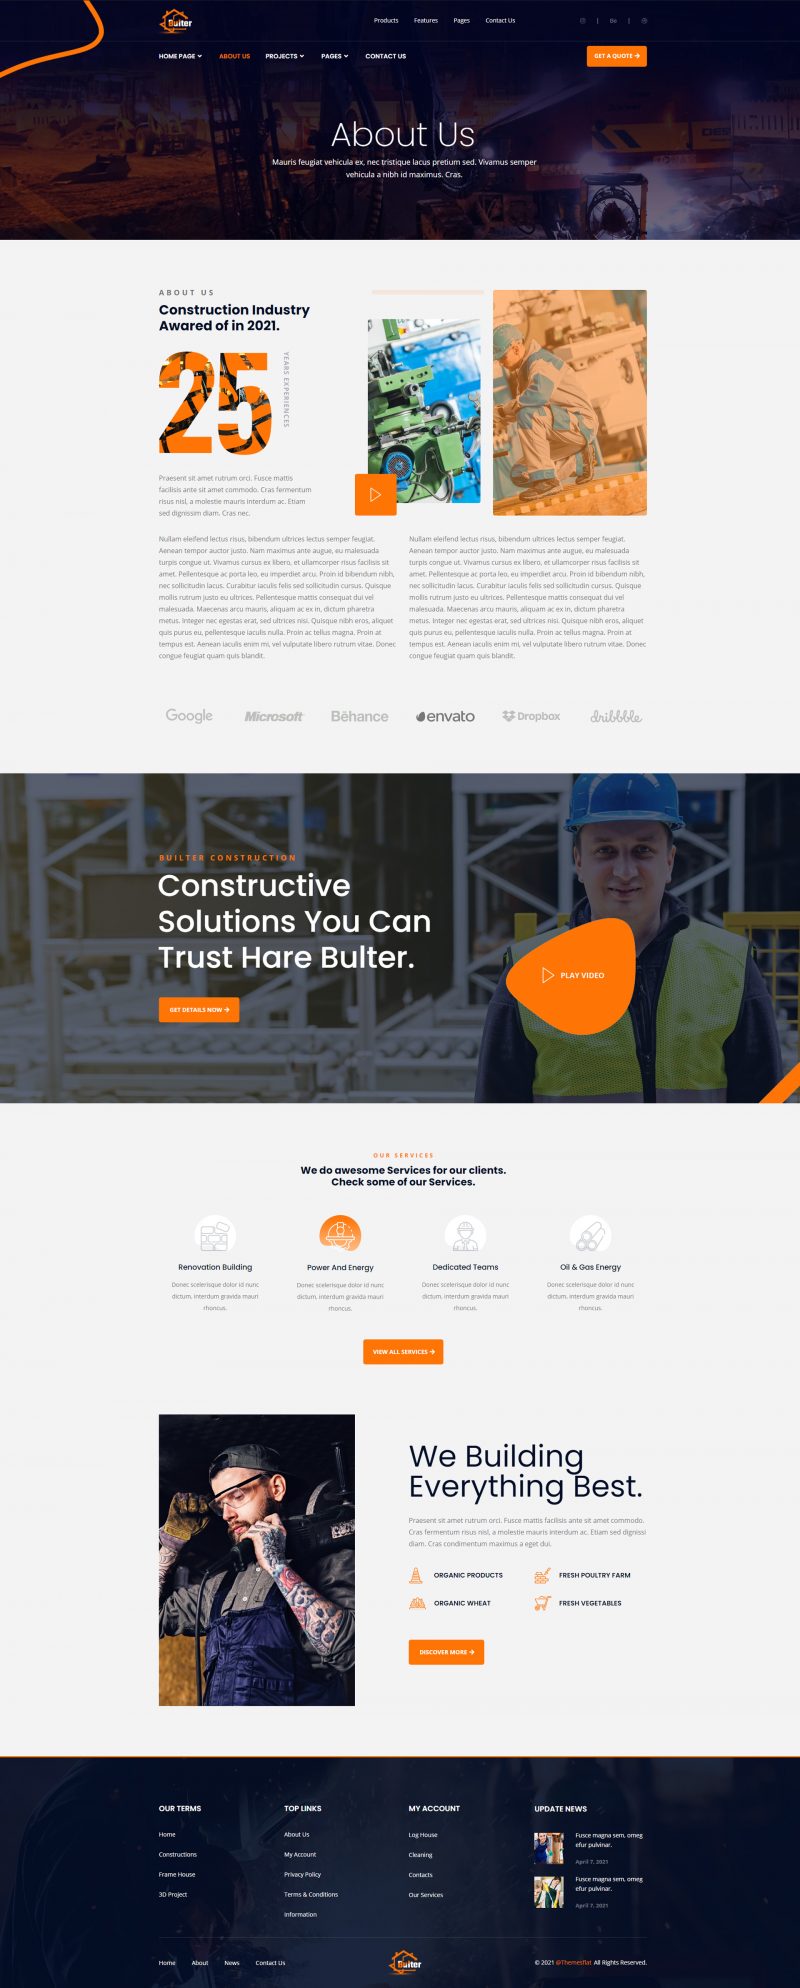 Builter
Products Features Pages Contact Us
HOME PAGE ABOUT US PROJECTS PAGES CONTACT US
GET A QUOTE
About Us
Mauris feugiat vehicula ex, nec tristique lacus pretium sed. Vivamus semper
vehicula a nibh id maximus. Cras.
ABOUT US
Construction Industry
Awared of in 2021.
25
YEARS EXPERIENCES
Praesent sit amet rutrum orci. Fusce mattis
facilisis ante sit amet commodo. Cras fermentum
risus nisl, a molestie mauris interdum ac. Etiam
sed dignissim diam. Cras nec.
Nullam eleifend lectus risus, bibendum ultrices lectus semper feugiat.
Aenean tempor auctor justo. Nam maximus ante augue, eu malesuada
turpis congue ut. Vivamus cursus ex libero, et ullamcorper risus facilisis sit
amet. Pellentesque ac porta leo, eu imperdiet arcu. Proin id bibendum nibh,
nec sollicitudin lacus. Curabitur iaculis felis sed sollicitudin cursus. Quisque
mollis rutrum justo eu ultrices. Pellentesque mattis consequat dui vel
malesuada. Maecenas arcu mauris, aliquam ac ex in, dictum pharetra
metus. Integer nec egestas erat, sed ultrices nisi. Quisque nibh eros, aliquet
quis purus eu, pellentesque iaculis nulla. Proin ac tellus magna. Proin at
tempus est. Aenean iaculis enim mi, vel vulputate libero rutrum vitae. Donec
congue feugiat quam quis blandit.
Nullam eleifend lectus risus, bibendum ultrices lectus semper feugiat.
Aenean tempor auctor justo. Nam maximus ante augue, eu malesuada
turpis congue ut. Vivamus cursus ex libero, et ullamcorper risus facilisis sit
amet. Pellentesque ac porta leo, eu imperdiet arcu. Proin id bibendum nibh,
nec sollicitudin lacus. Curabitur iaculis felis sed sollicitudin cursus. Quisque
mollis rutrum justo eu ultrices. Pellentesque mattis consequat dui vel
malesuada. Maecenas arcu mauris, aliquam ac ex in, dictum pharetra
metus. Integer nec egestas erat, sed ultrices nisi. Quisque nibh eros, aliquet
quis purus eu, pellentesque iaculis nulla. Proin ac tellus magna. Proin at
tempus est. Aenean iaculis enim mi, vel vulputate libero rutrum vitae. Donec
congue feugiat quam quis blandit.
Google Microsoft Bēhance envato Dropbox dribbble
BUILTER CONSTRUCTION
Constructive
Solutions You Can
Trust Hare Bulter.
GET DETAILS NOW
PLAY VIDEO
OUR SERVICES
We do awesome Services for our clients.
Check some of our Services.
Renovation Building
Donec scelerisque dolor id nunc
dictum, interdum gravida mauri
rhoncus.
Power And Energy
Donec scelerisque dolor id nunc
dictum, interdum gravida mauri
rhoncus.
Dedicated Teams
Donec scelerisque dolor id nunc
dictum, interdum gravida mauri
rhoncus.
Oil & Gas Energy
Donec scelerisque dolor id nunc
dictum, interdum gravida mauri
rhoncus.
VIEW ALL SERVICES
We Building
Everything Best.
Praesent sit amet rutrum orci. Fusce mattis facilisis ante sit amet commodo.
Cras fermentum risus nisl, a molestie mauris interdum ac. Etiam sed dignissi
diam. Cras condimentum maximus a eget dui.
ORGANIC PRODUCTS FRESH POULTRY FARM
ORGANIC WHEAT FRESH VEGETABLES
DISCOVER MORE
OUR TERMS
Home
Constructions
Frame House
3D Project
TOP LINKS
About Us
My Account
Privacy Policy
Terms & Conditions
Information
MY ACCOUNT
Log House
Cleaning
Contacts
Our Services
UPDATE NEWS
Fusce magna sem, omeg
efur pulvinar.
April 7, 2021
Fusce magna sem, omeg
efur pulvinar.
April 7, 2021
Home About News Contact Us
Builter
© 2021 @Themesflat All Rights Reserved.